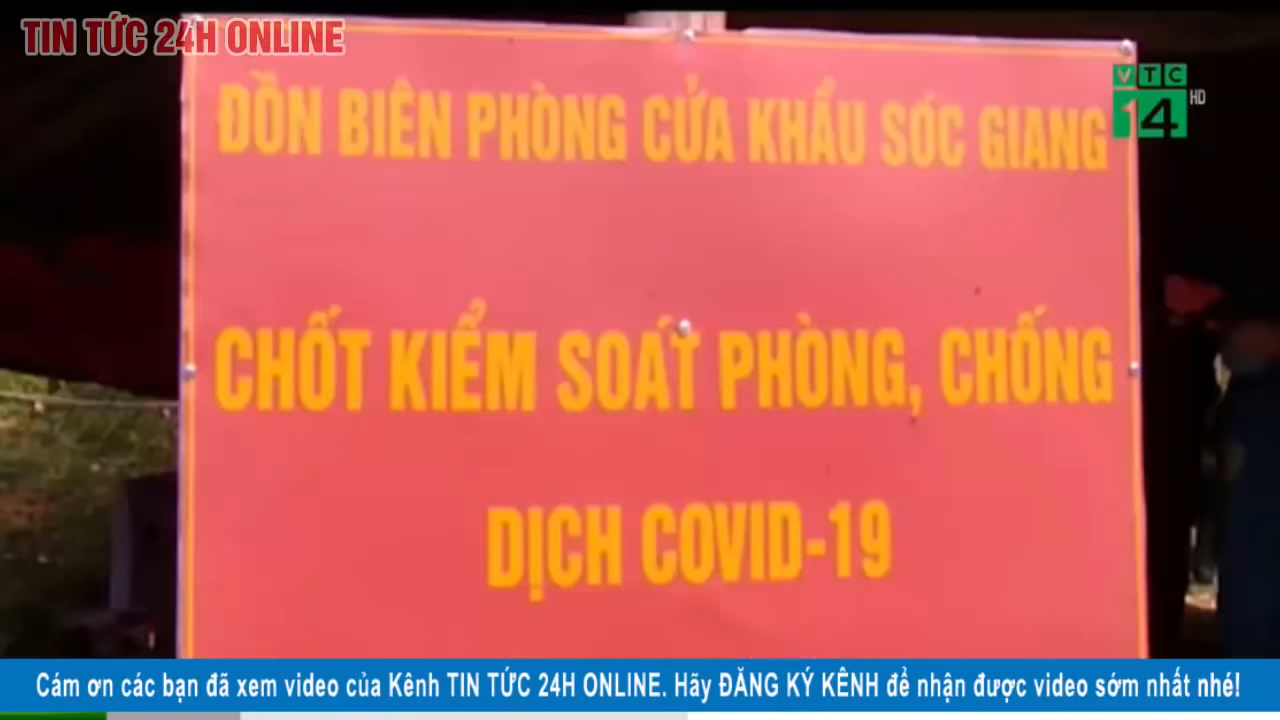 TIN TỨC 24H ONLINE
VTC
14
HD
ĐỒN BIÊN PHÒNG CỬA KHẨU SÓC GIANG
CHỐT KIỂM SOÁT PHÒNG, CHỐNG
DỊCH COVID-19
Cám ơn các bạn đã xem video của Kênh TIN TỨC 24H ONLINE. Hãy ĐĂNG KÝ KÊNH để nhận được video sớm nhất nhé!